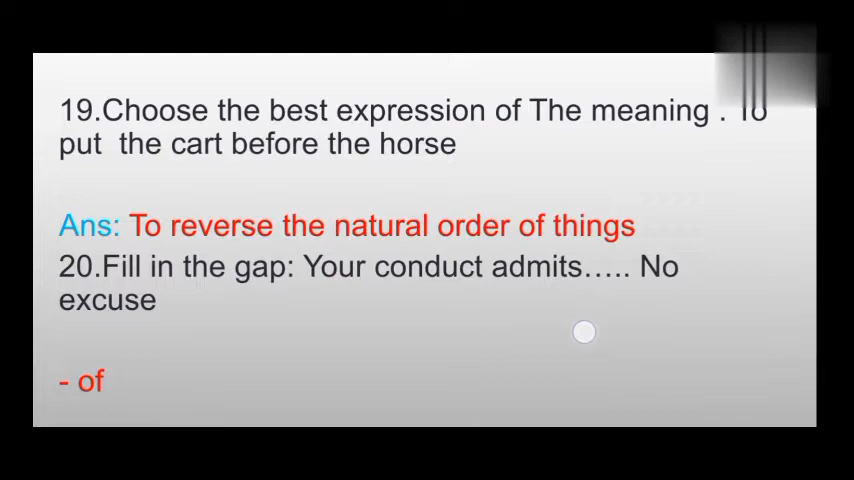 19.Choose the best expression of The meaning . To
put the cart before the horse
Ans: To reverse the natural order of things
20.Fill in the gap: Your conduct admits….. No
excuse
- of